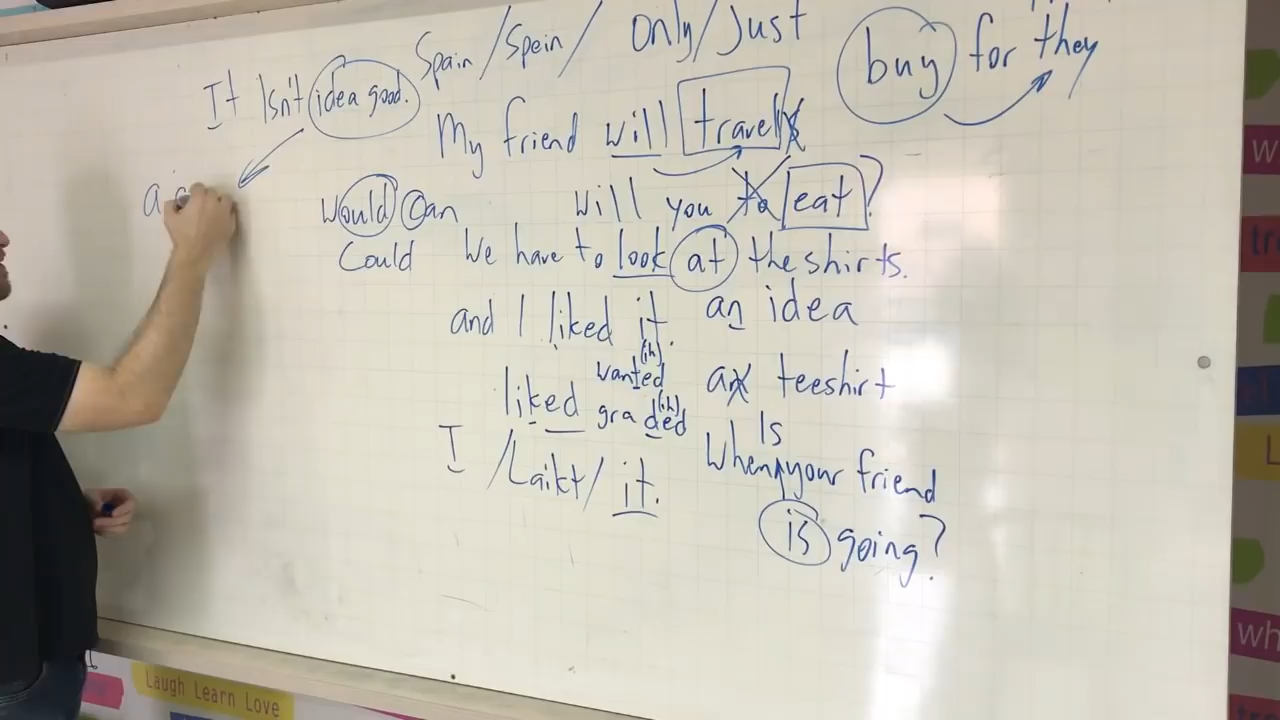 It Isn't idea good.
Spain/Spein/
only/Just
buy for they
My friend will travel
would can
Could
will you to eat?
We have to look at the shirts.
and I liked it.
an idea
(ih)
wanted
an teeshirt
liked
(ih)
graded
I /Laikt/ it.
Is
When your friend
is going?
Laugh Learn Love
wh